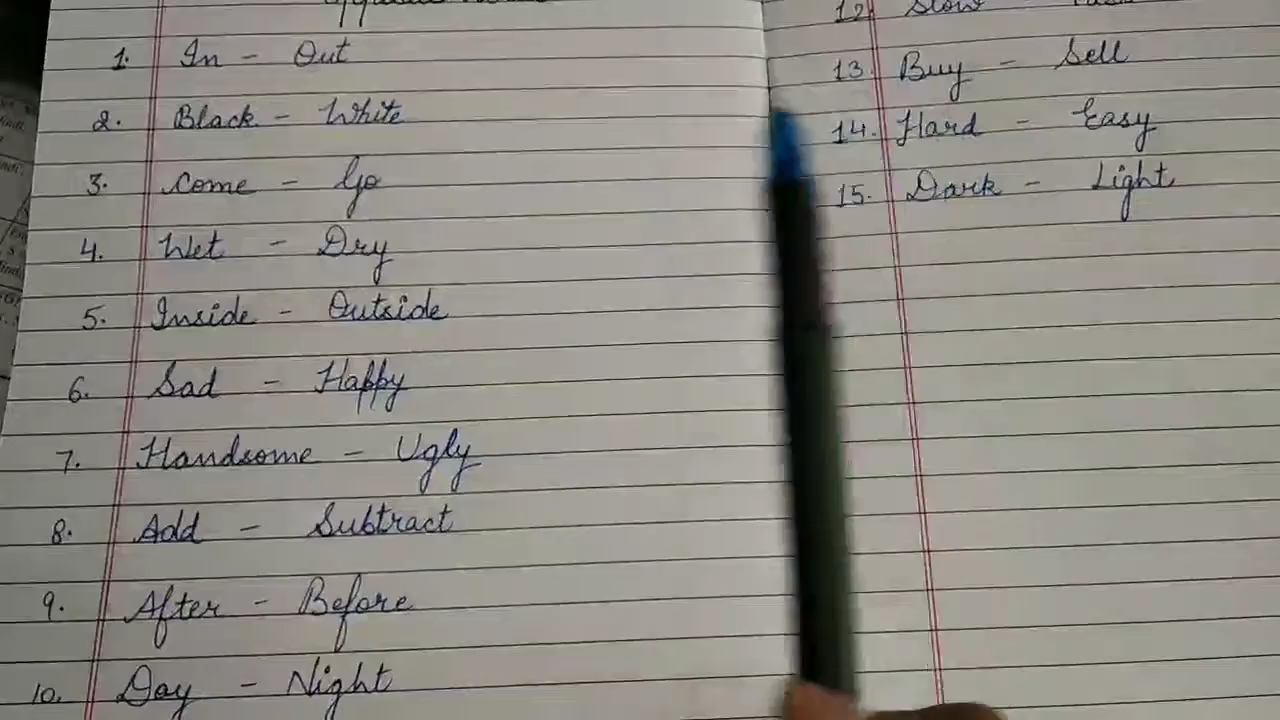 1. In - Out
2. Black - White
3. Come - Go
4. Wet - Dry
5. Inside - Outside
6. Sad - Happy
7. Handsome - Ugly
8. Add - Subtract
9. After - Before
10. Day - Night
12. Slow -
13. Buy - Sell
14. Hard - Easy
15. Dark - Light